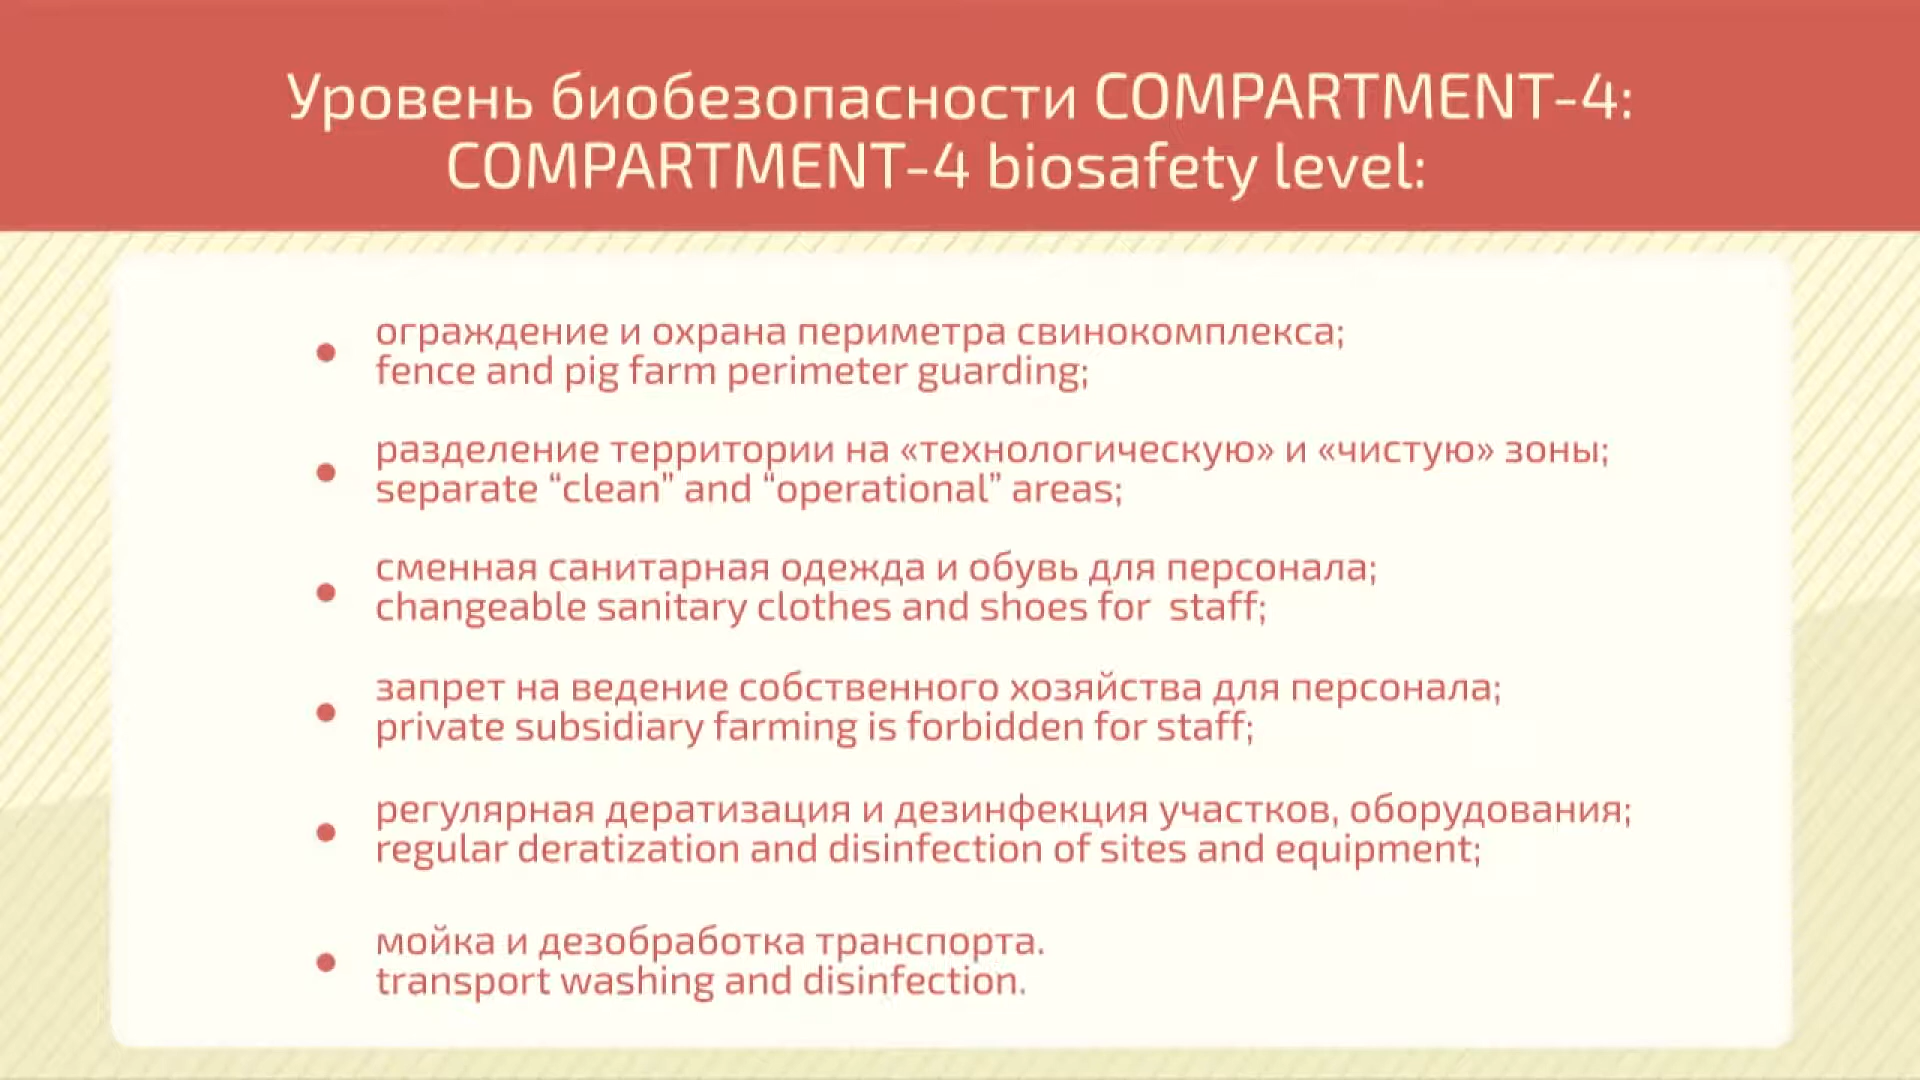 Уровень биобезопасности COMPARTMENT-4:
COMPARTMENT-4 biosafety level:
ограждение и охрана периметра свинокомплекса;
fence and pig farm perimeter guarding;
разделение территории на «технологическую» и «чистую» зоны;
separate “clean” and “operational” areas;
сменная санитарная одежда и обувь для персонала;
changeable sanitary clothes and shoes for  staff;
запрет на ведение собственного хозяйства для персонала;
private subsidiary farming is forbidden for staff;
регулярная дератизация и дезинфекция участков, оборудования;
regular deratization and disinfection of sites and equipment;
мойка и дезобработка транспорта.
transport washing and disinfection.